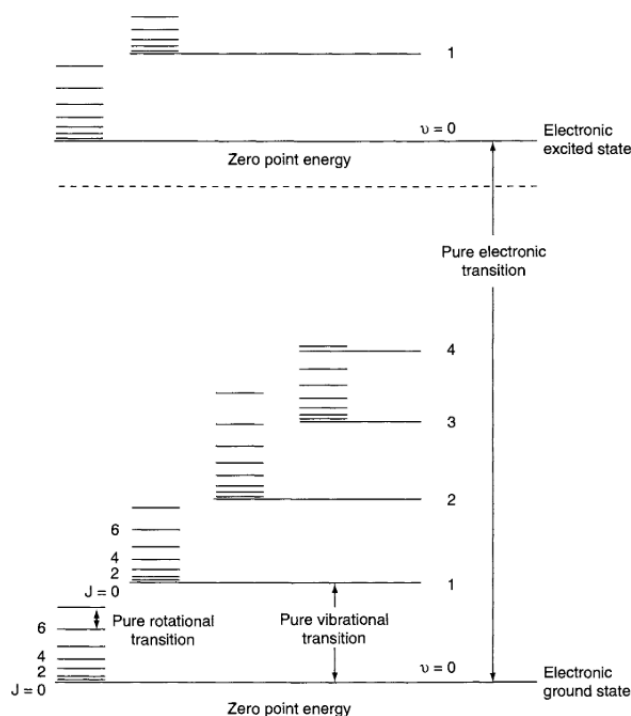 1
υ = 0
Electronic
excited state
Zero point energy
Pure electronic
transition
4
3
2
6
4
2
J = 0
1
Pure rotational
transition
Pure vibrational
transition
6
4
2
J = 0
υ = 0
Electronic
ground state
Zero point energy